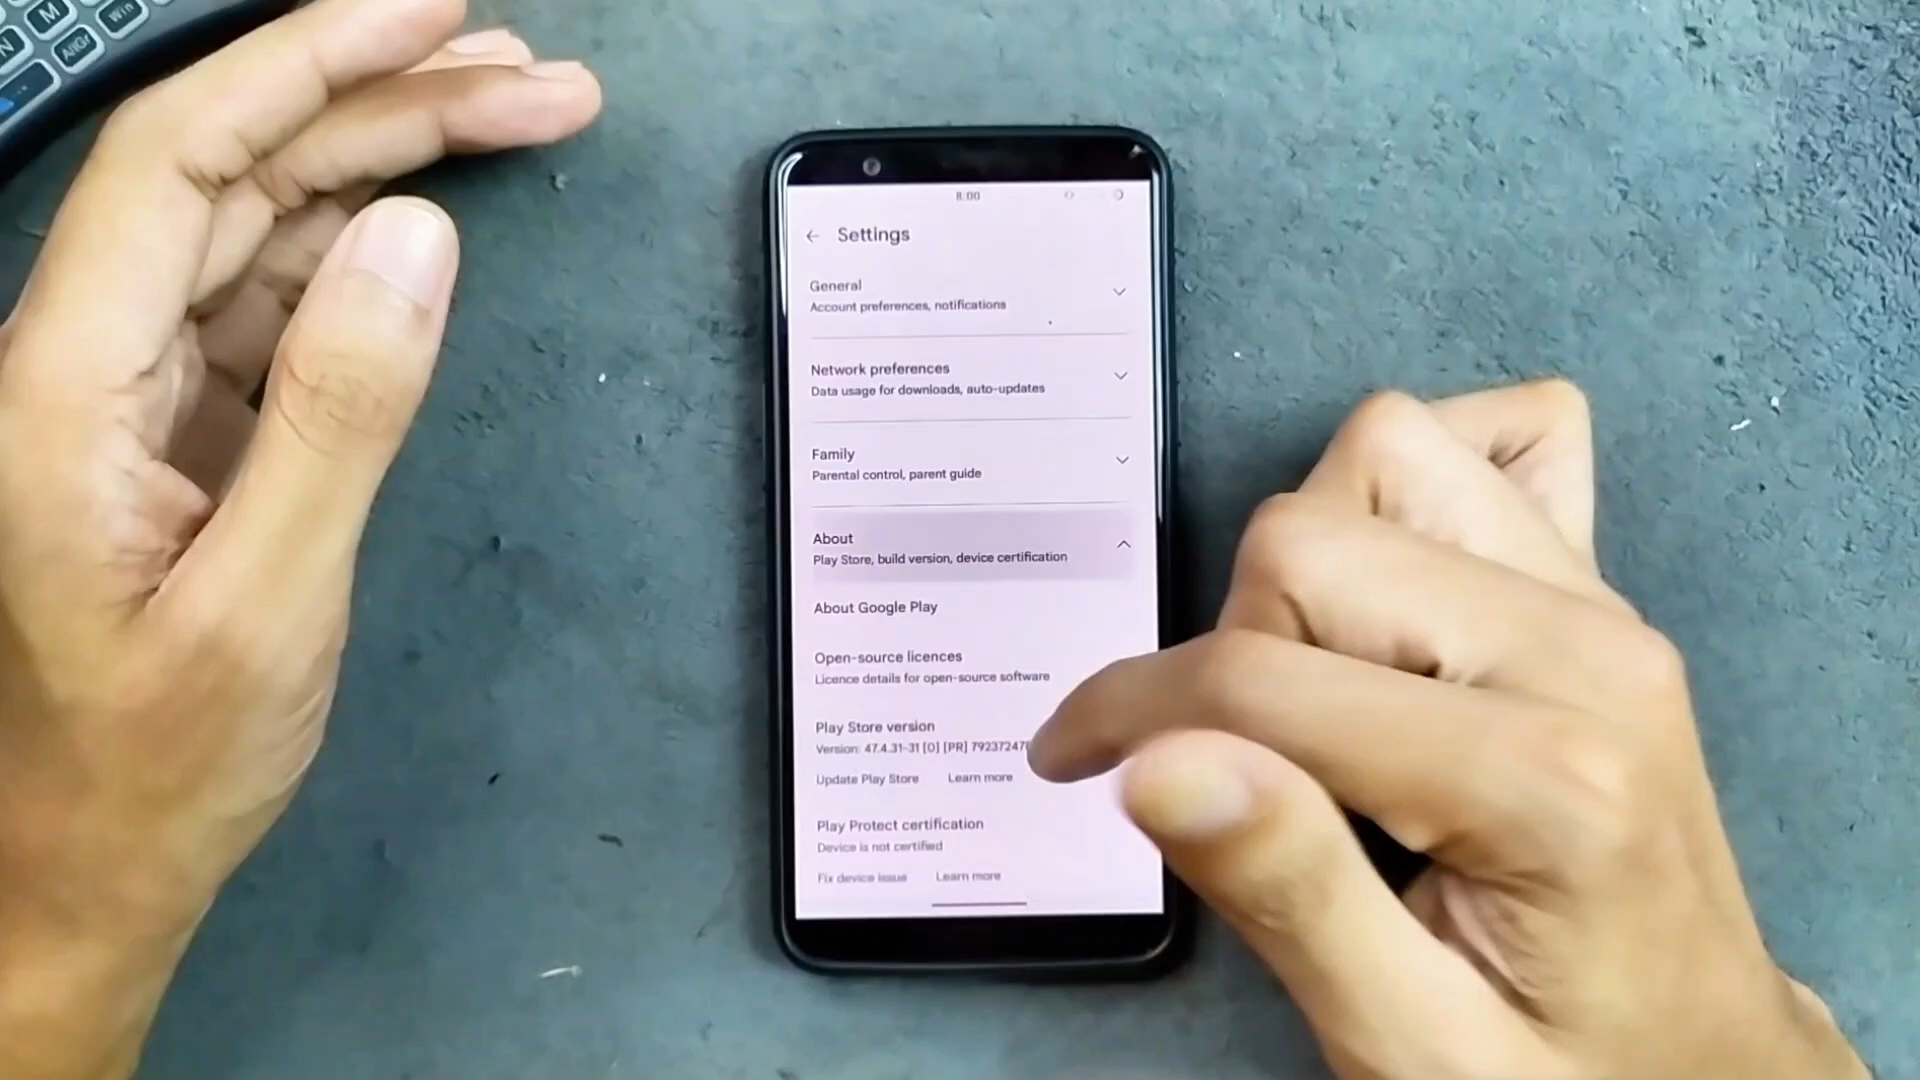 N
M
Win
AltGr
8:00
Settings
General
Account preferences, notifications
Network preferences
Data usage for downloads, auto-updates
Family
Parental control, parent guide
About
Play Store, build version, device certification
About Google Play
Open-source licences
Licence details for open-source software
Play Store version
Version: 47.4.31-31 [0] [PR] 79237247
Update Play Store Learn more
Play Protect certification
Device is not certified
Fix device issue Learn more